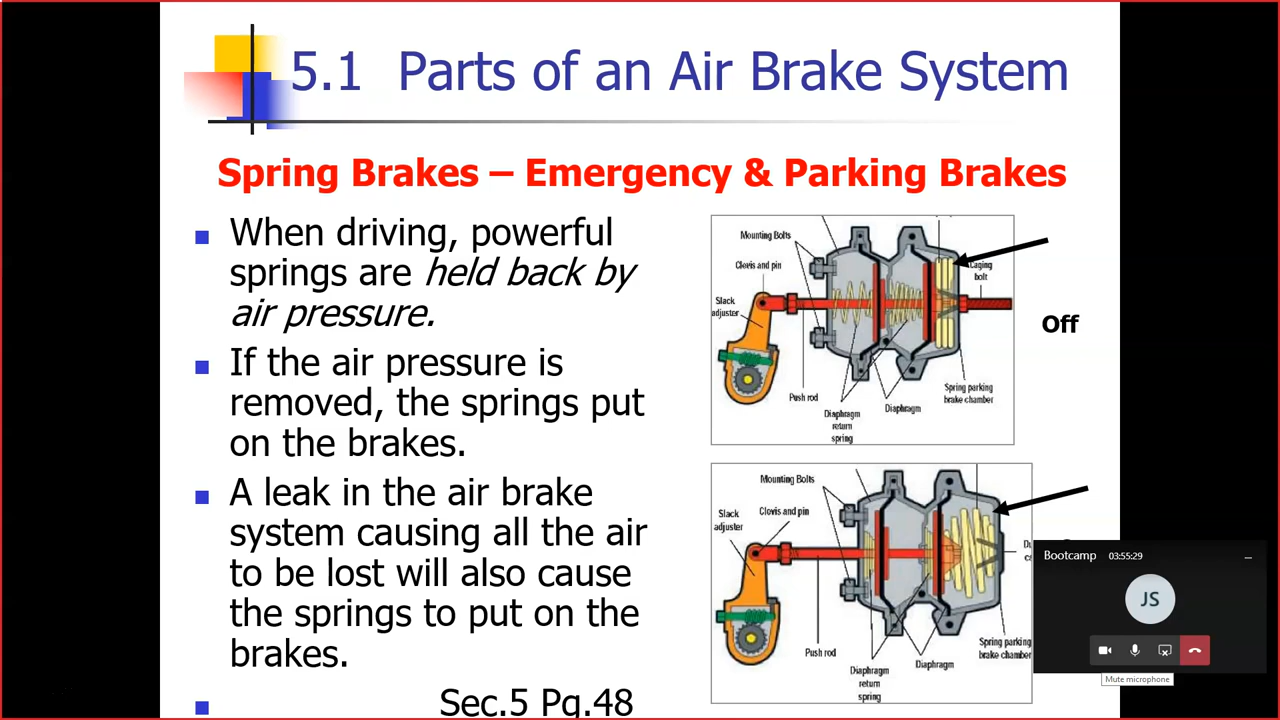 5.1 Parts of an Air Brake System
Spring Brakes – Emergency & Parking Brakes
When driving, powerful
springs are held back by
air pressure.
If the air pressure is
removed, the springs put
on the brakes.
A leak in the air brake
system causing all the air
to be lost will also cause
the springs to put on the
brakes.
Sec.5 Pg.48
Mounting Bolts
Clevis and pin
Slack
adjuster
Push rod
Diaphragm
return
spring
Diaphragm
Spring parking
brake chamber
Caging
bolt
Off
Mounting Bolts
Slack
adjuster
Clevis and pin
Push rod
Diaphragm
return
spring
Diaphragm
Spring parking
brake chamber
Bootcamp 03:55:29
JS
Mute microphone